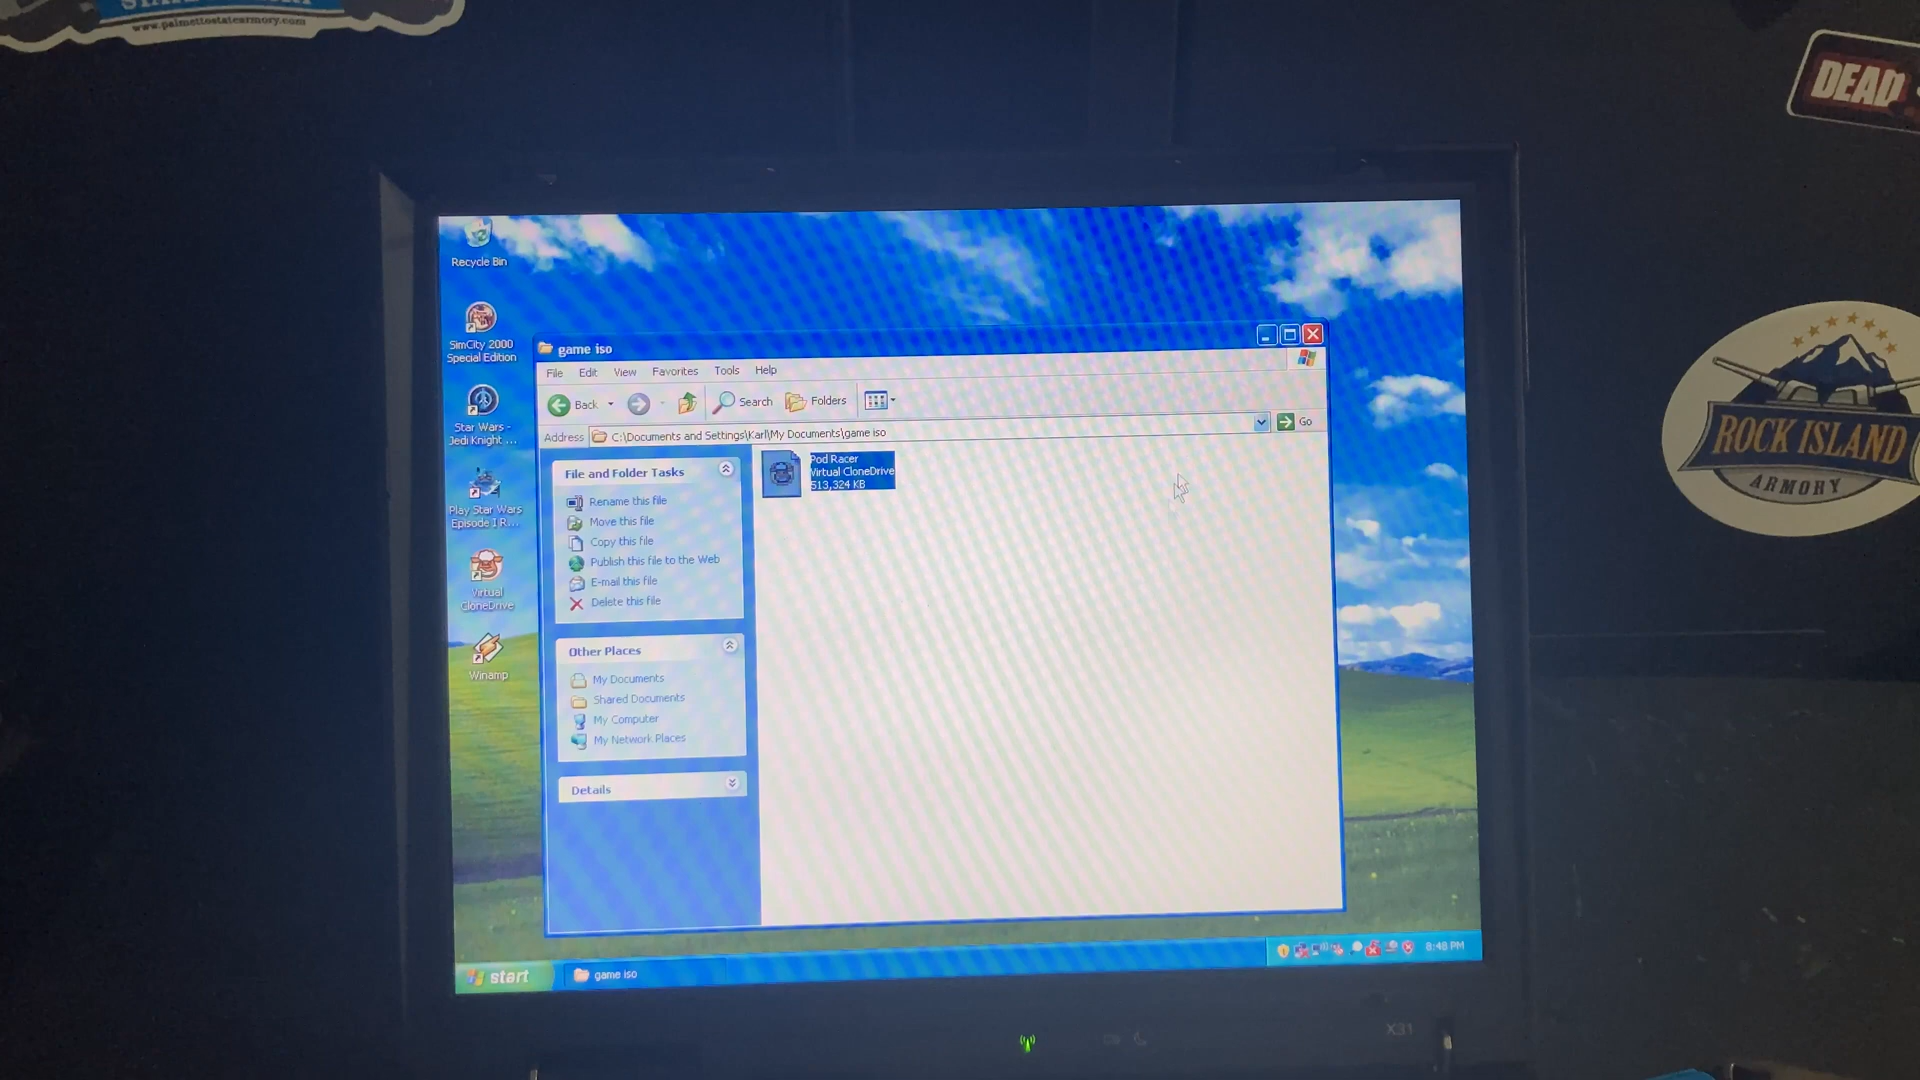 www.palmettostatearmory.com
DEAD
ROCK ISLAND
ARMORY
Recycle Bin
SimCity 2000
Special Edition
Star Wars -
Jedi Knight ...
Play Star Wars
Episode I R...
Virtual
CloneDrive
Winamp
game iso
File Edit View Favorites Tools Help
Back Search Folders
Address C:\Documents and Settings\Karl\My Documents\game iso Go
File and Folder Tasks
Rename this file
Move this file
Copy this file
Publish this file to the Web
E-mail this file
Delete this file
Other Places
My Documents
Shared Documents
My Computer
My Network Places
Details
Pod Racer
Virtual CloneDrive
513,324 KB
start
game iso
8:48 PM
X31